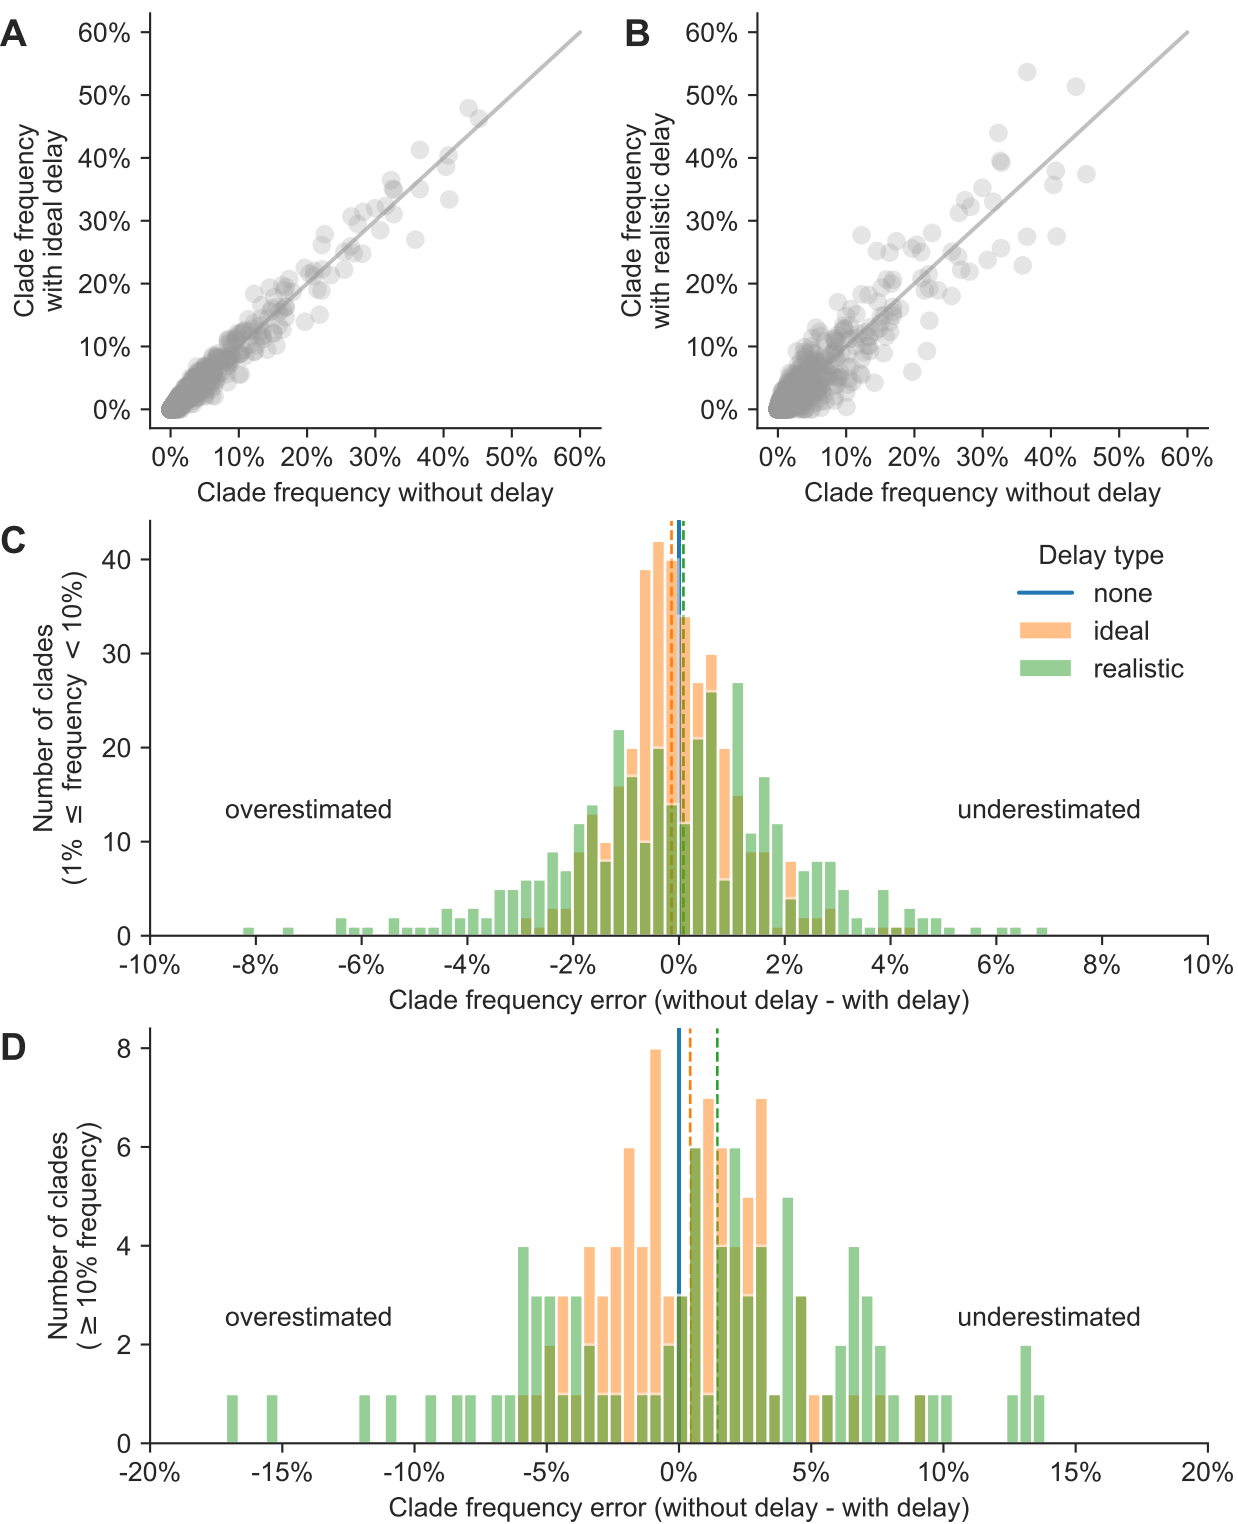 A
60%
50%
40%
30%
20%
10%
0%
Clade frequency
with ideal delay
0% 10% 20% 30% 40% 50% 60%
Clade frequency without delay
B
60%
50%
40%
30%
20%
10%
0%
Clade frequency
with realistic delay
0% 10% 20% 30% 40% 50% 60%
Clade frequency without delay
C
40
30
20
10
0
Number of clades
(1% ≤ frequency < 10%)
overestimated
underestimated
Delay type
none
ideal
realistic
-10% -8% -6% -4% -2% 0% 2% 4% 6% 8% 10%
Clade frequency error (without delay - with delay)
D
8
6
4
2
0
Number of clades
(≥ 10% frequency)
overestimated
underestimated
-20% -15% -10% -5% 0% 5% 10% 15% 20%
Clade frequency error (without delay - with delay)